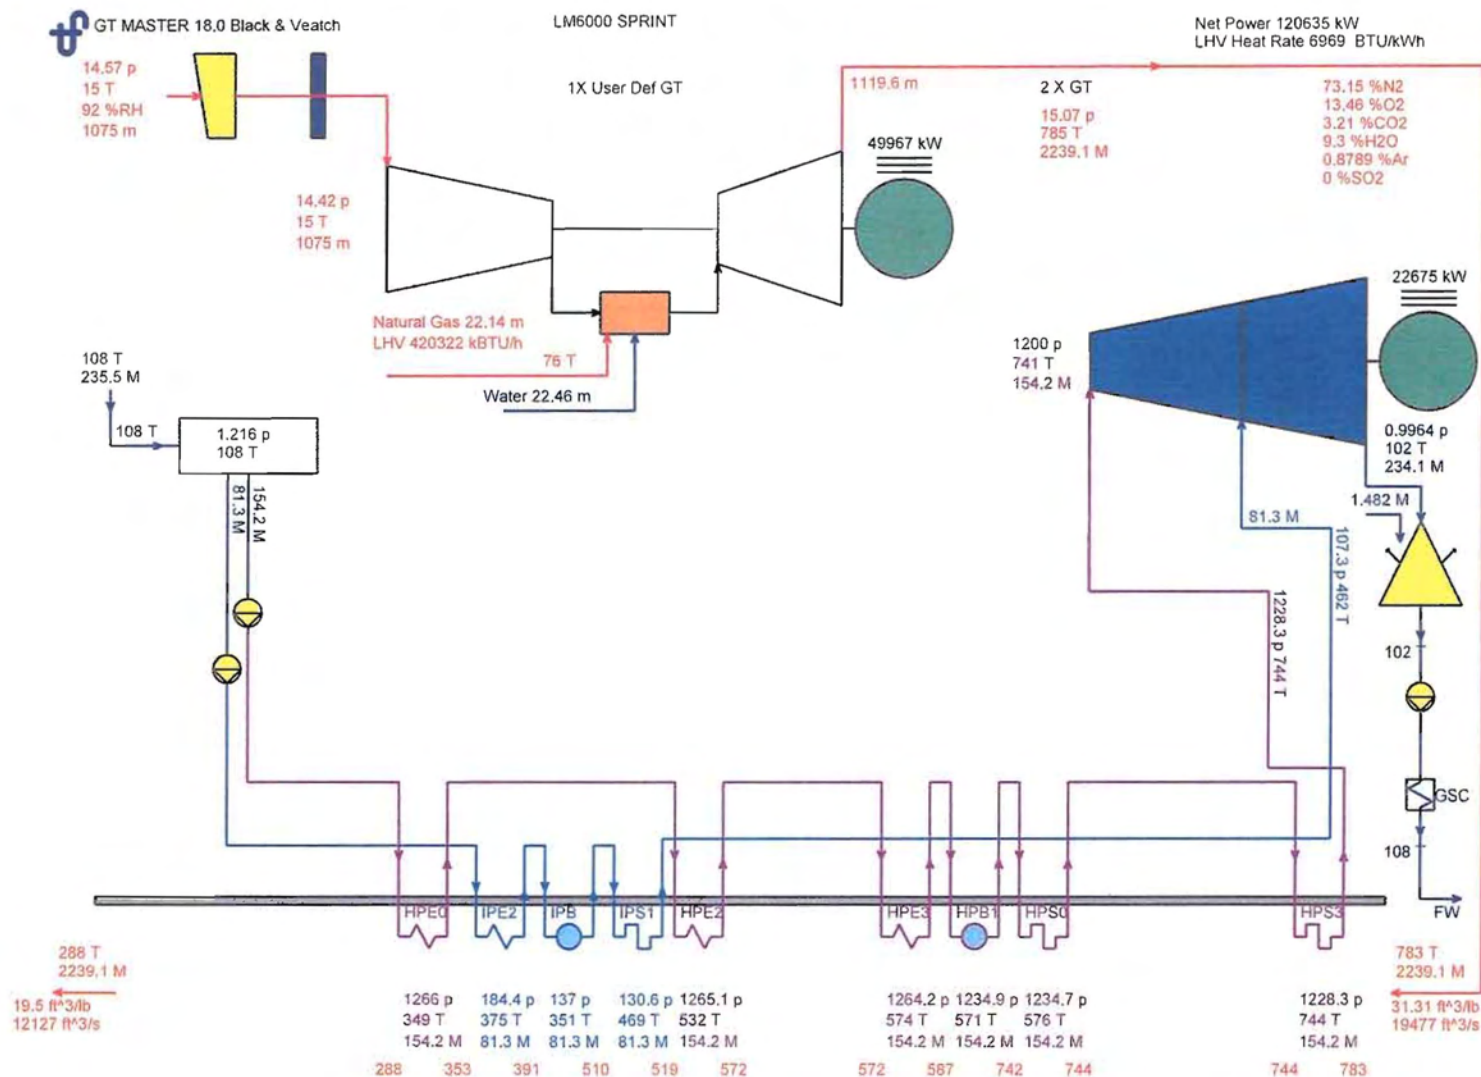 GT MASTER 18.0 Black & Veatch
LM6000 SPRINT
Net Power 120635 kW
LHV Heat Rate 6969 BTU/kWh
14.57 p
15 T
92 %RH
1075 m
1X User Def GT
1119.6 m
2 X GT
15.07 p
785 T
2239.1 M
73.15 %N2
13.46 %O2
3.21 %CO2
9.3 %H2O
0.8789 %Ar
0 %SO2
49967 kW
14.42 p
15 T
1075 m
22675 kW
Natural Gas 22.14 m
LHV 420322 kBTU/h
76 T
Water 22.46 m
1200 p
741 T
154.2 M
108 T
235.5 M
108 T
1.216 p
108 T
0.9964 p
102 T
234.1 M
81.3 M
154.2 M
1.482 M
81.3 M
107.3 p 462 T
1228.3 p 744 T
102
GSC
108
FW
HPE0
IPE2
IPB
IPS1
HPE2
HPE3
HPB1
HPS0
HPS3
288 T
2239.1 M
19.5 ft^3/lb
12127 ft^3/s
783 T
2239.1 M
31.31 ft^3/lb
19477 ft^3/s
1266 p
349 T
154.2 M
184.4 p
375 T
81.3 M
137 p
351 T
81.3 M
130.6 p
469 T
81.3 M
1265.1 p
532 T
154.2 M
1264.2 p
574 T
154.2 M
1234.9 p
571 T
154.2 M
1234.7 p
576 T
154.2 M
1228.3 p
744 T
154.2 M
288 353 391 510 519 572 572 587 742 744 744 783